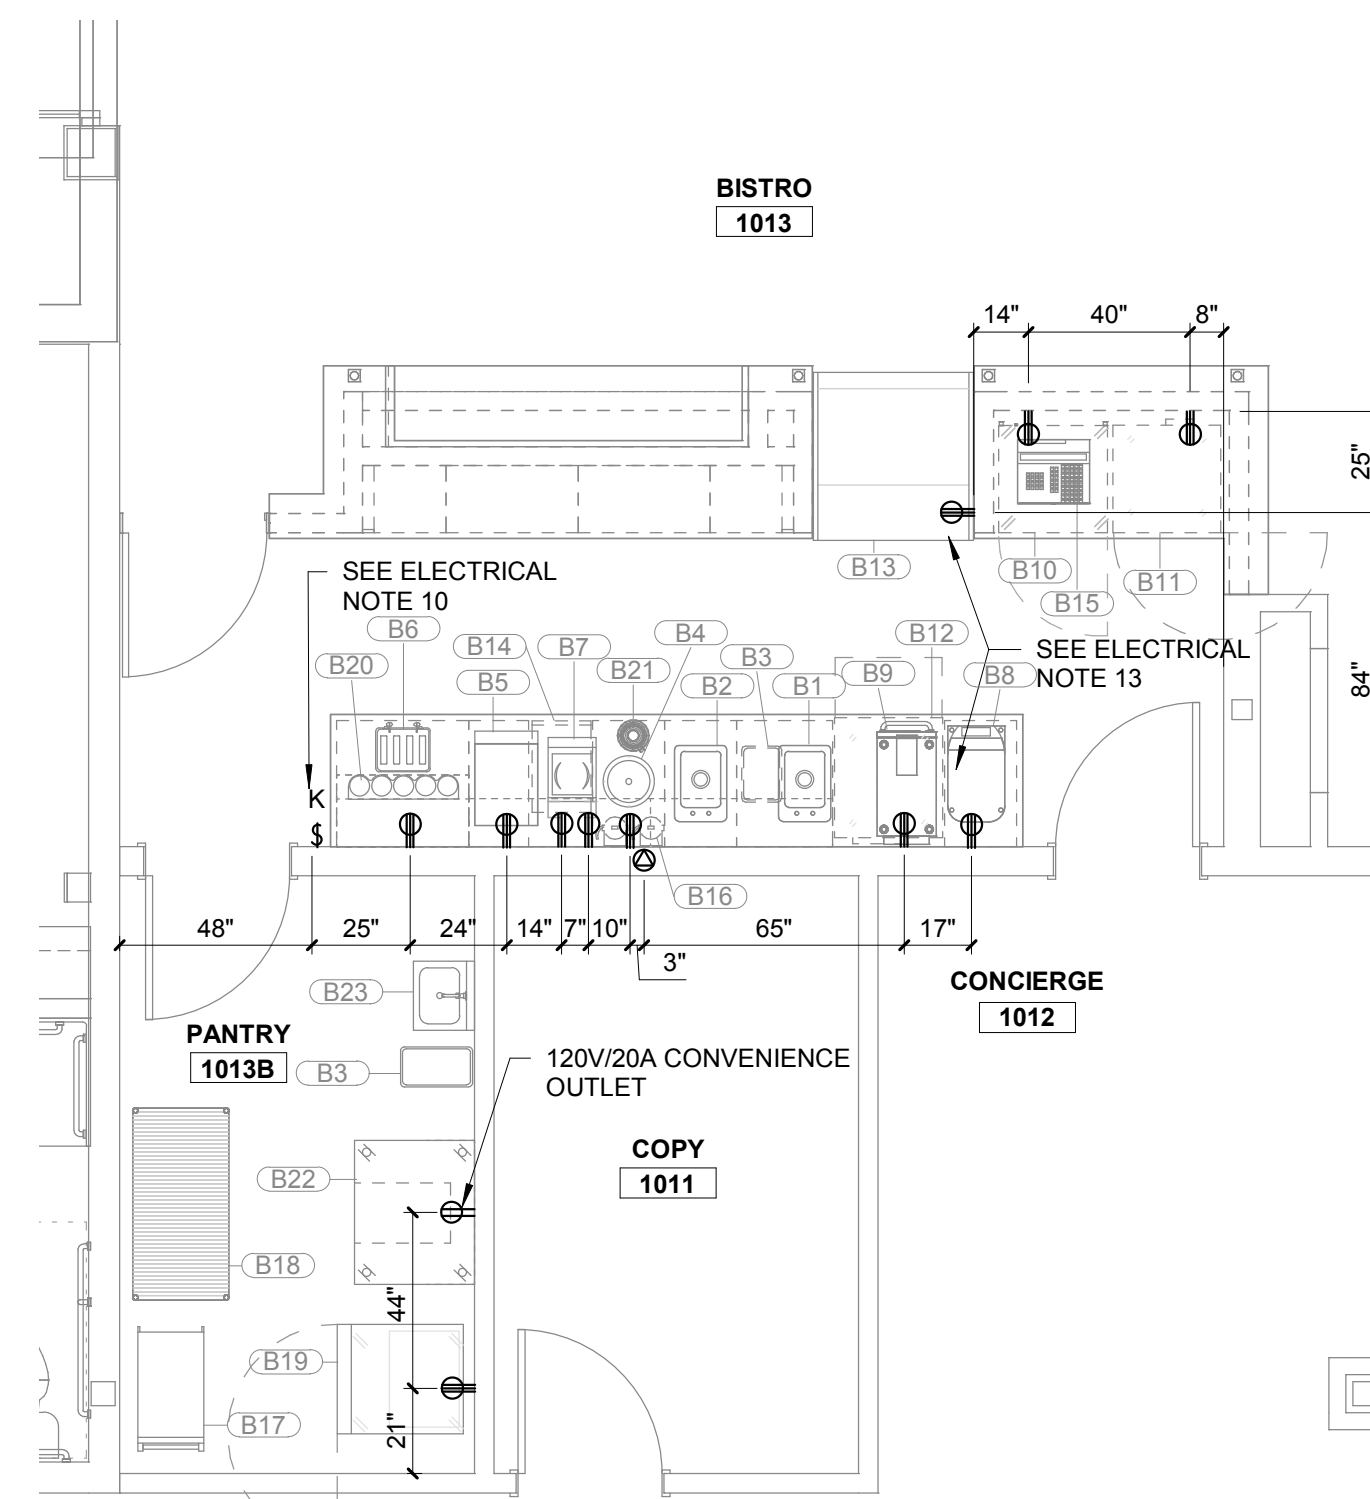 BISTRO
1013
14"
40"
8"
25"
B13
B10
B11
B15
SEE ELECTRICAL
NOTE 10
B6
B14
B7
B4
B12
B20
B5
B21
B3
B2
B1
B9
B8
SEE ELECTRICAL
NOTE 13
84"
K
$
B16
48"
25"
24"
14"
7"
10"
65"
17"
3"
B23
CONCIERGE
1012
PANTRY
1013B
B3
120V/20A CONVENIENCE
OUTLET
COPY
1011
B22
B18
44"
B19
B17
21"